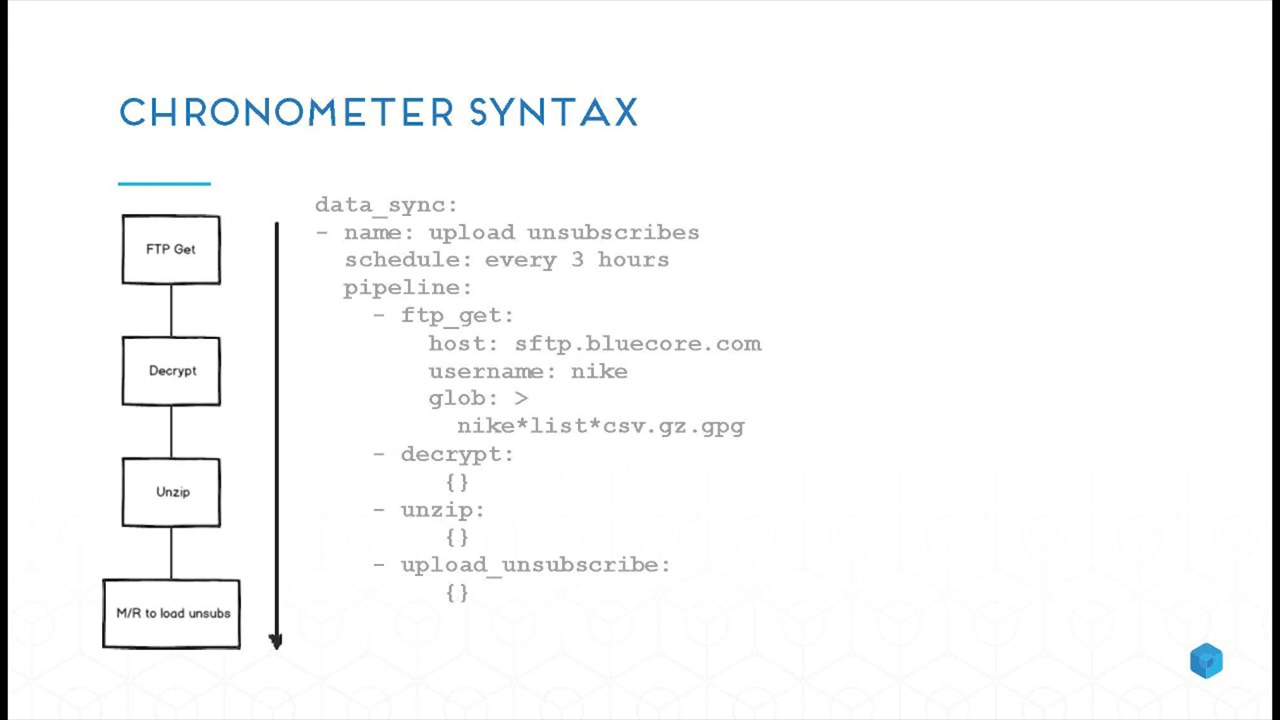 CHRONOMETER SYNTAX
FTP Get
Decrypt
Unzip
M/R to load unsubs
data_sync:
- name: upload unsubscribes
  schedule: every 3 hours
  pipeline:
    - ftp_get:
        host: sftp.bluecore.com
        username: nike
        glob: >
          nike*list*csv.gz.gpg
    - decrypt:
         {}
    - unzip:
         {}
    - upload_unsubscribe:
         {}